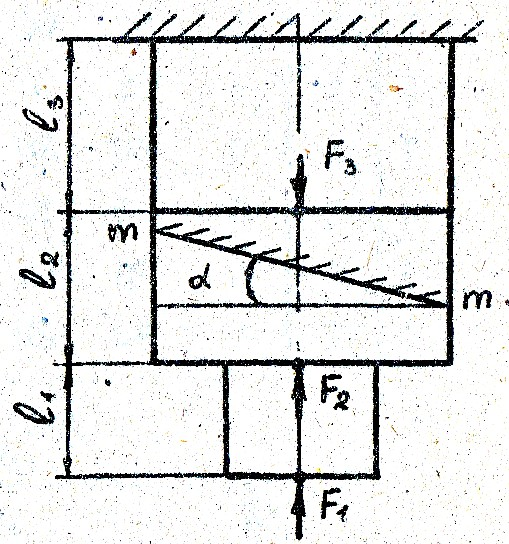 l₃
F₃
m
l₂
α
m
F₂
l₁
F₁